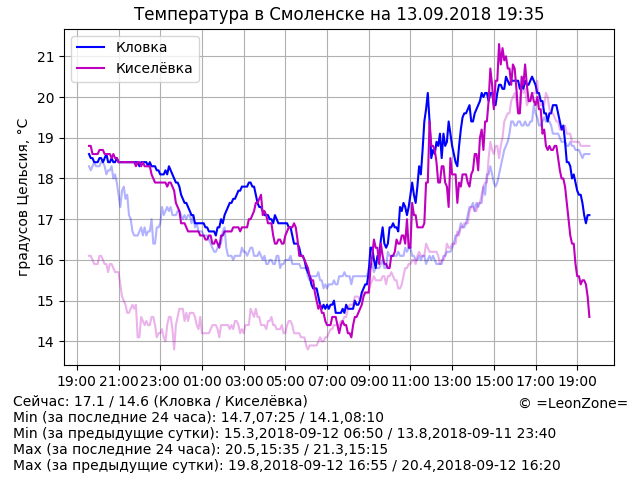 Температура в Смоленске на 13.09.2018 19:35
градусов Цельсия, °C
Кловка
Киселёвка
21
20
19
18
17
16
15
14
19:00 21:00 23:00 01:00 03:00 05:00 07:00 09:00 11:00 13:00 15:00 17:00 19:00
Сейчас: 17.1 / 14.6 (Кловка / Киселёвка)
© =LeonZone=
Min (за последние 24 часа): 14.7,07:25 / 14.1,08:10
Min (за предыдущие сутки): 15.3,2018-09-12 06:50 / 13.8,2018-09-11 23:40
Max (за последние 24 часа): 20.5,15:35 / 21.3,15:15
Max (за предыдущие сутки): 19.8,2018-09-12 16:55 / 20.4,2018-09-12 16:20